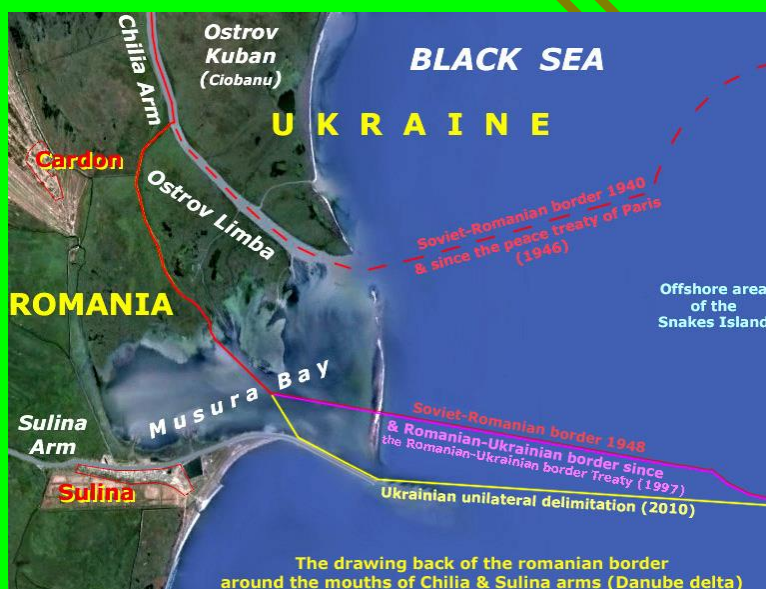 Chilia Arm
Ostrov
Kuban
(Ciobanu)
BLACK SEA
UKRAINE
Cardon
Ostrov Limba
Soviet-Romanian border 1940
& since the peace treaty of Paris
(1946)
ROMANIA
Offshore area
of the
Snakes Island
Musura Bay
Sulina
Arm
Soviet-Romanian border 1948
& Romanian-Ukrainian border since
the Romanian-Ukrainian border Treaty (1997)
Sulina
Ukrainian unilateral delimitation (2010)
The drawing back of the romanian border
around the mouths of Chilia & Sulina arms (Danube delta)